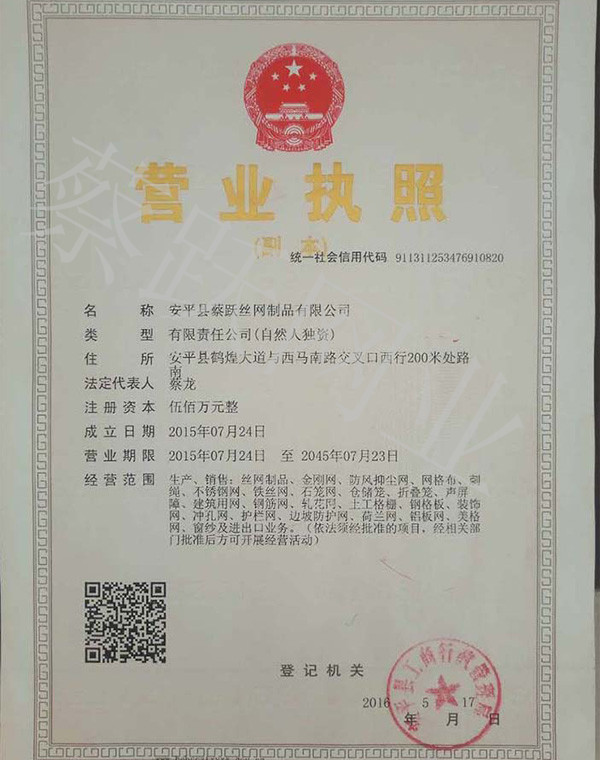 营业执照
(副 本)
统一社会信用代码 911311253476910820
名 称 安平县蔡跃丝网制品有限公司
类 型 有限责任公司(自然人独资)
住 所 安平县鹤煌大道与西马南路交叉口西行200米处路
南
法定代表人 蔡龙
注册资本 伍佰万元整
成立日期 2015年07月24日
营业期限 2015年07月24日 至 2045年07月23日
经营范围 生产、销售：丝网制品、金刚网、防风抑尘网、网格布、刺
绳、不锈钢网、铁丝网、石笼网、仓储笼、折叠笼、声屏
障、建筑用网、钢筋网、轧花网、土工格栅、钢格板、装饰
网、冲孔网、护栏网、边坡防护网、荷兰网、铝板网、美格
网、窗纱及进出口业务。（依法须经批准的项目，经相关部
门批准后方可开展经营活动）
登记机关
安平县工商行政管理局
2016 5 17
年 月 日
蔡跃 业